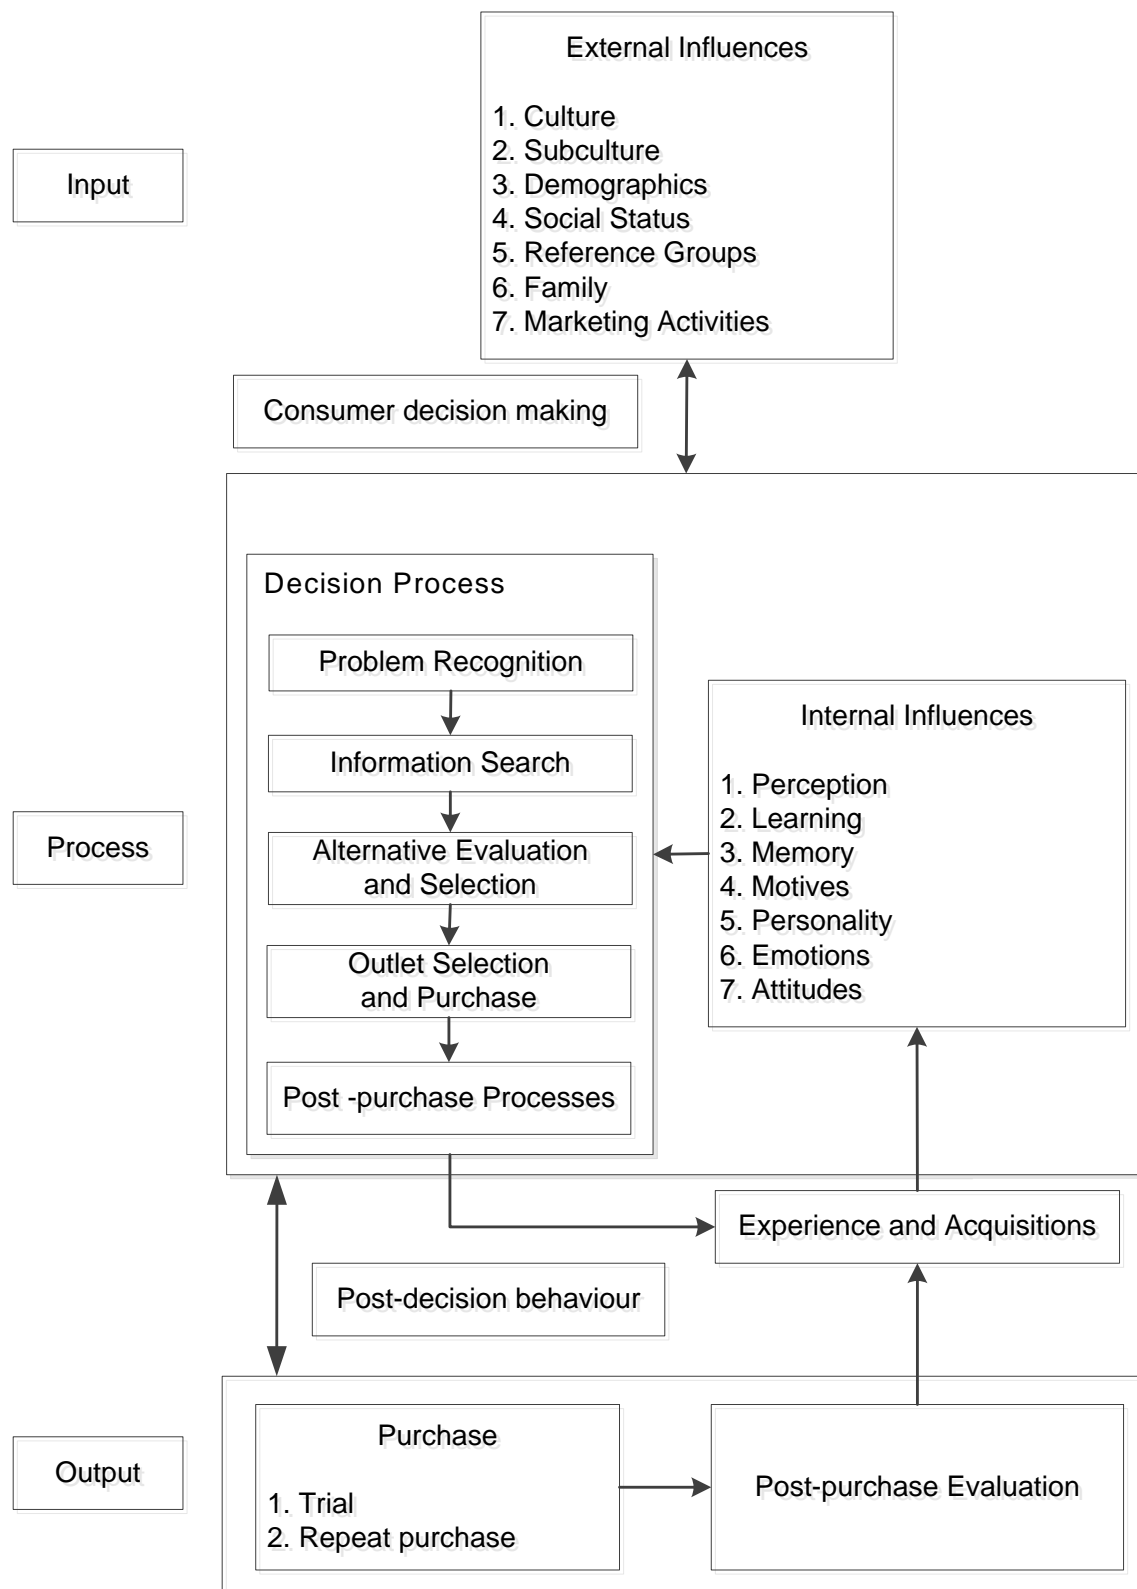 External Influences
1. Culture
2. Subculture
3. Demographics
4. Social Status
5. Reference Groups
6. Family
7. Marketing Activities
Input
Consumer decision making
Decision Process
Problem Recognition
Information Search
Alternative Evaluation
and Selection
Outlet Selection
and Purchase
Post -purchase Processes
Internal Influences
1. Perception
2. Learning
3. Memory
4. Motives
5. Personality
6. Emotions
7. Attitudes
Process
Experience and Acquisitions
Post-decision behaviour
Output
Purchase
1. Trial
2. Repeat purchase
Post-purchase Evaluation